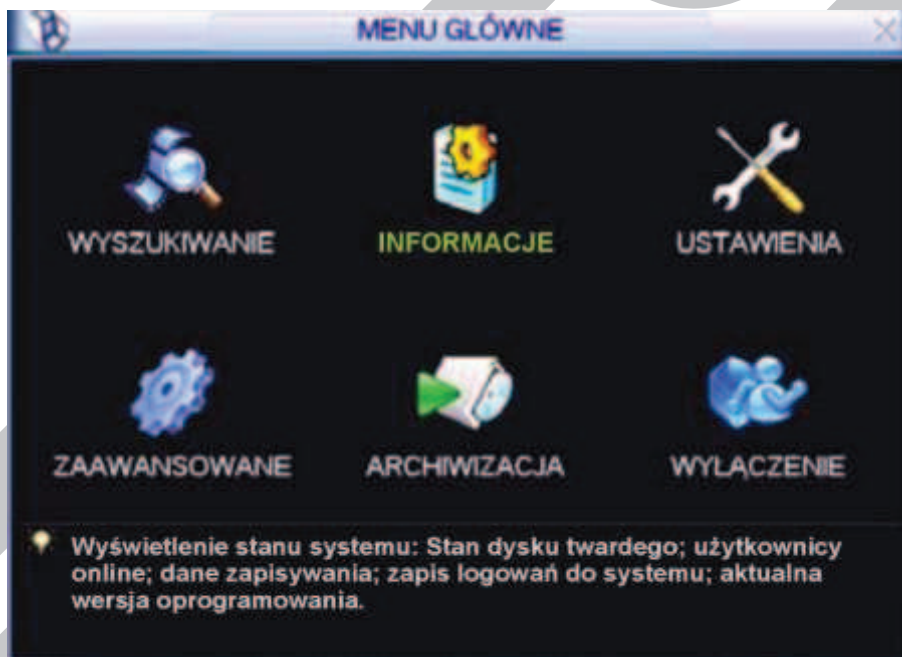 MENU GLÓWNE
WYSZUKIWANIE
INFORMACJE
USTAWIENIA
ZAAWANSOWANE
ARCHIWIZACJA
WYLĄCZENIE
Wyświetlenie stanu systemu: Stan dysku twardego; użytkownicy
online; dane zapisywania; zapis logowań do systemu; aktualna
wersja oprogramowania.